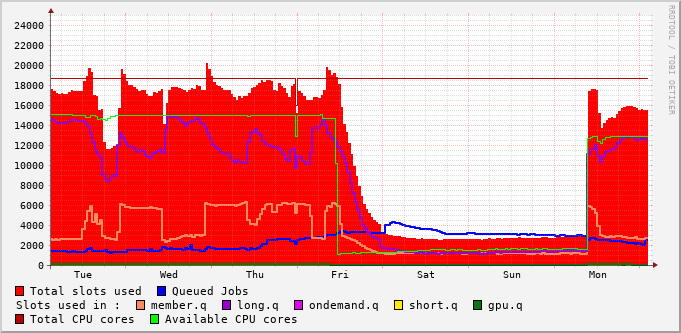 RRDTOOL / TOBI OETIKER
24000
22000
20000
18000
16000
14000
12000
10000
8000
6000
4000
2000
0
Tue Wed Thu Fri Sat Sun Mon
Total slots used Queued Jobs
Slots used in : member.q long.q ondemand.q short.q gpu.q
Total CPU cores Available CPU cores